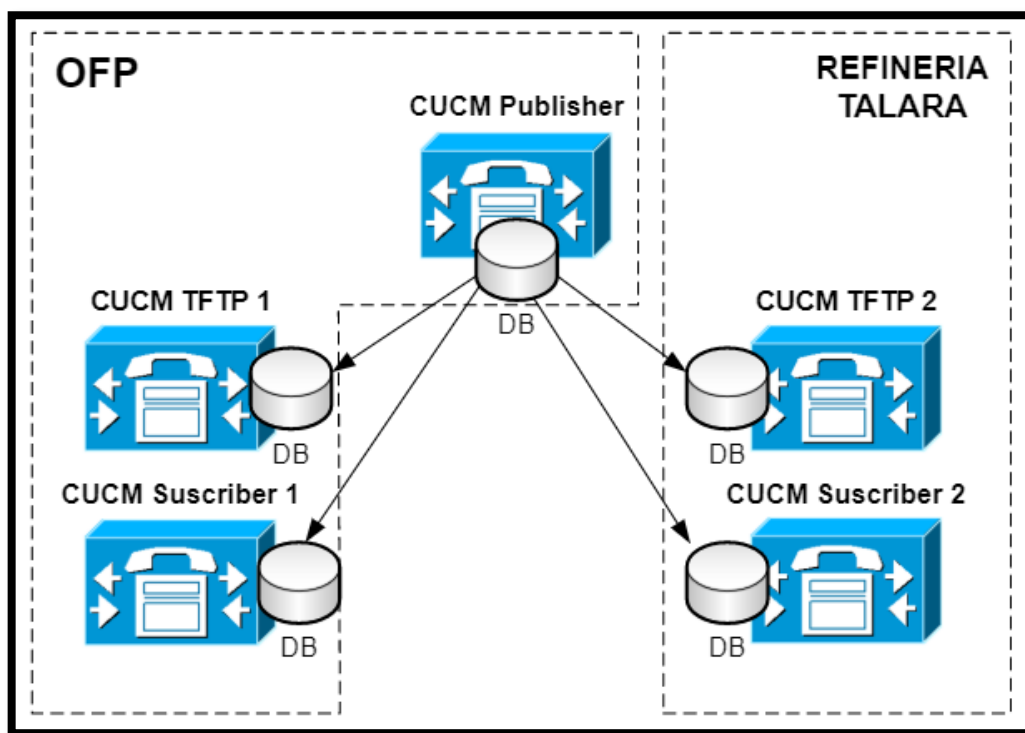 OFP
REFINERIA
TALARA
CUCM Publisher
DB
CUCM TFTP 1
DB
CUCM TFTP 2
DB
CUCM Suscriber 1
DB
CUCM Suscriber 2
DB